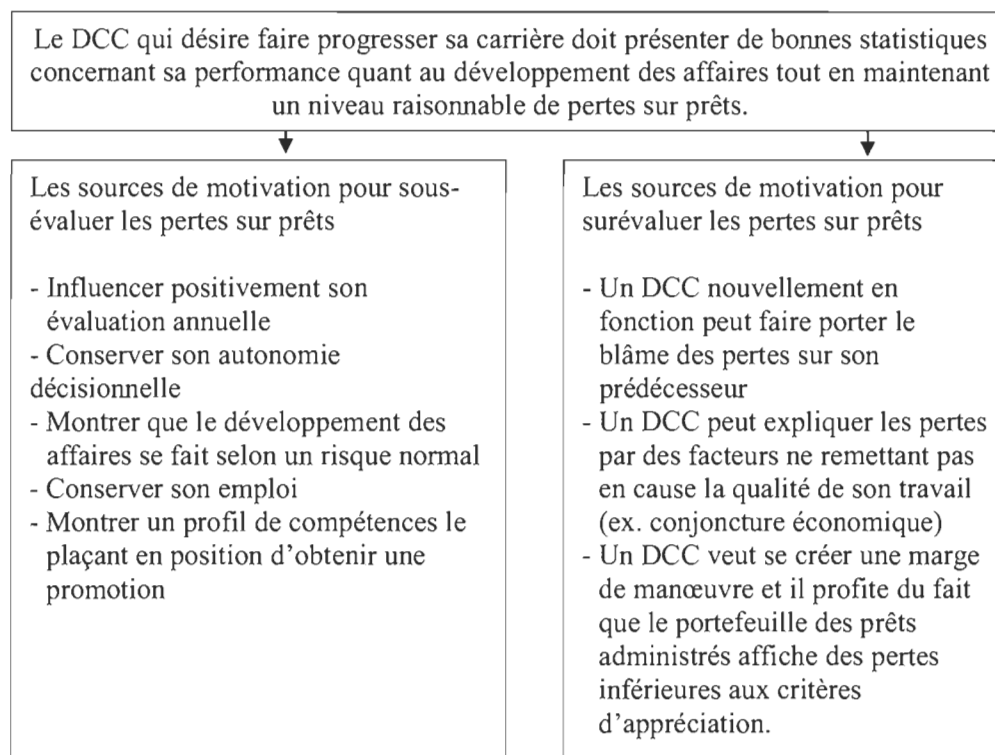 Le DCC qui désire faire progresser sa carrière doit présenter de bonnes statistiques
concernant sa performance quant au développement des affaires tout en maintenant
un niveau raisonnable de pertes sur prêts.
Les sources de motivation pour sous-
évaluer les pertes sur prêts
- Influencer positivement son
évaluation annuelle
- Conserver son autonomie
décisionnelle
- Montrer que le développement des
affaires se fait selon un risque normal
- Conserver son emploi
- Montrer un profil de compétences le
plaçant en position d'obtenir une
promotion
Les sources de motivation pour
surévaluer les pertes sur prêts
- Un DCC nouvellement en
fonction peut faire porter le
blâme des pertes sur son
prédécesseur
- Un DCC peut expliquer les pertes
par des facteurs ne remettant pas
en cause la qualité de son travail
(ex. conjoncture économique)
- Un DCC veut se créer une marge
de manœuvre et il profite du fait
que le portefeuille des prêts
administrés affiche des pertes
inférieures aux critères
d'appréciation.